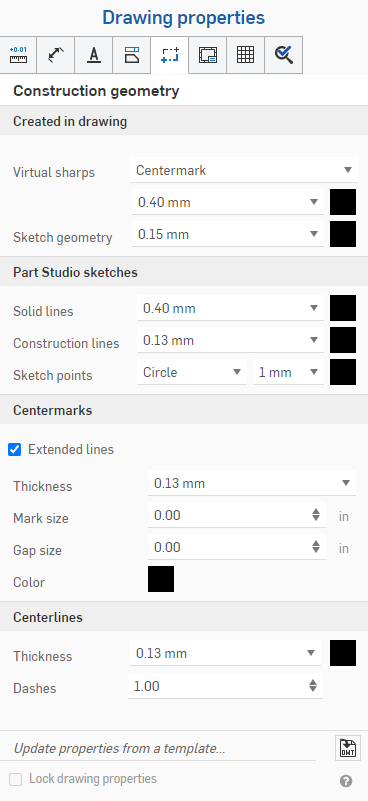 Drawing properties
+0.01
A
Construction geometry
Created in drawing
Virtual sharps Centermark
0.40 mm
Sketch geometry 0.15 mm
Part Studio sketches
Solid lines 0.40 mm
Construction lines 0.13 mm
Sketch points Circle 1 mm
Centermarks
Extended lines
Thickness 0.13 mm
Mark size 0.00 in
Gap size 0.00 in
Color
Centerlines
Thickness 0.13 mm
Dashes 1.00
Update properties from a template...
DWT
Lock drawing properties
?